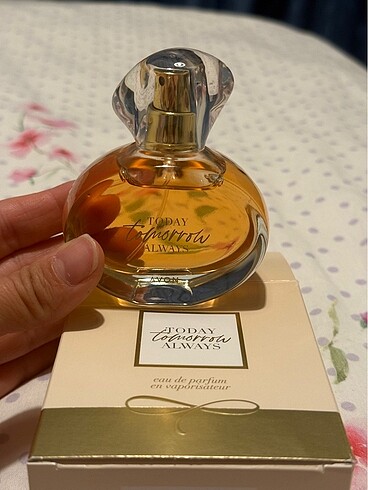 TODAY
tomorrow
ALWAYS
AVON
TODAY
tomorrow
ALWAYS
eau de parfum
en vaporisateur